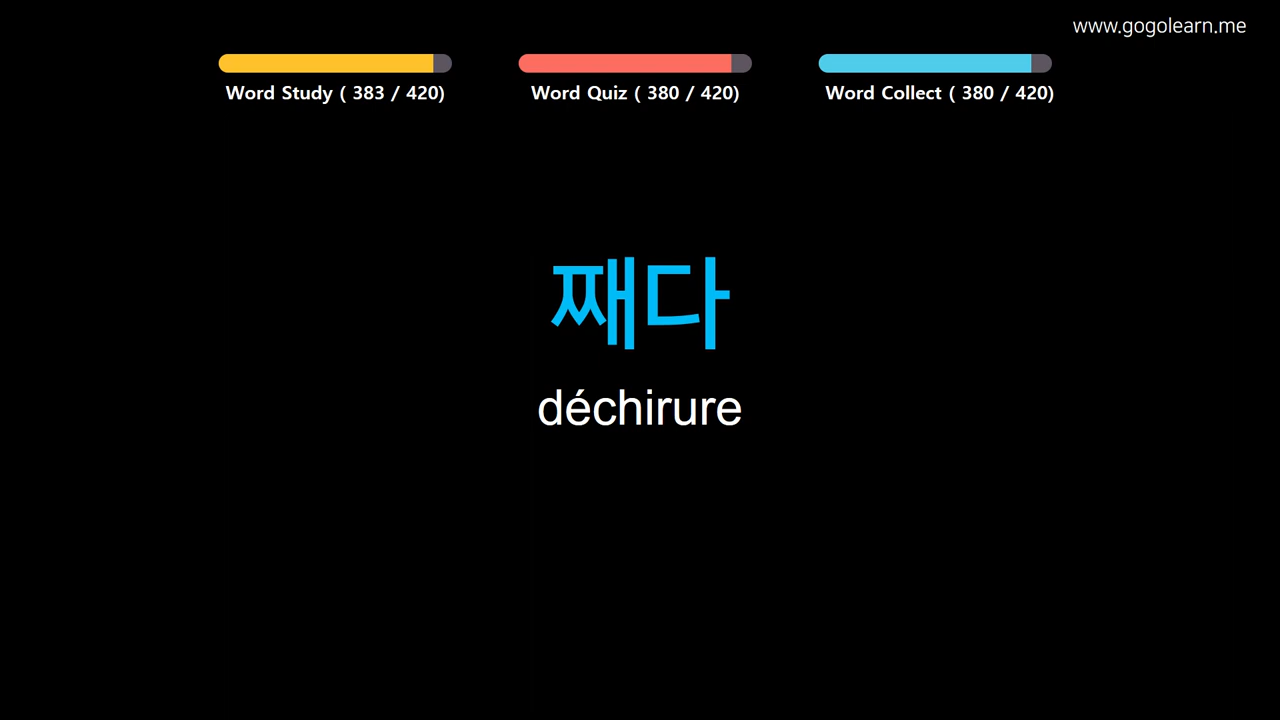 www.gogolearn.me
Word Study ( 383 / 420)
Word Quiz ( 380 / 420)
Word Collect ( 380 / 420)
째다
déchirure